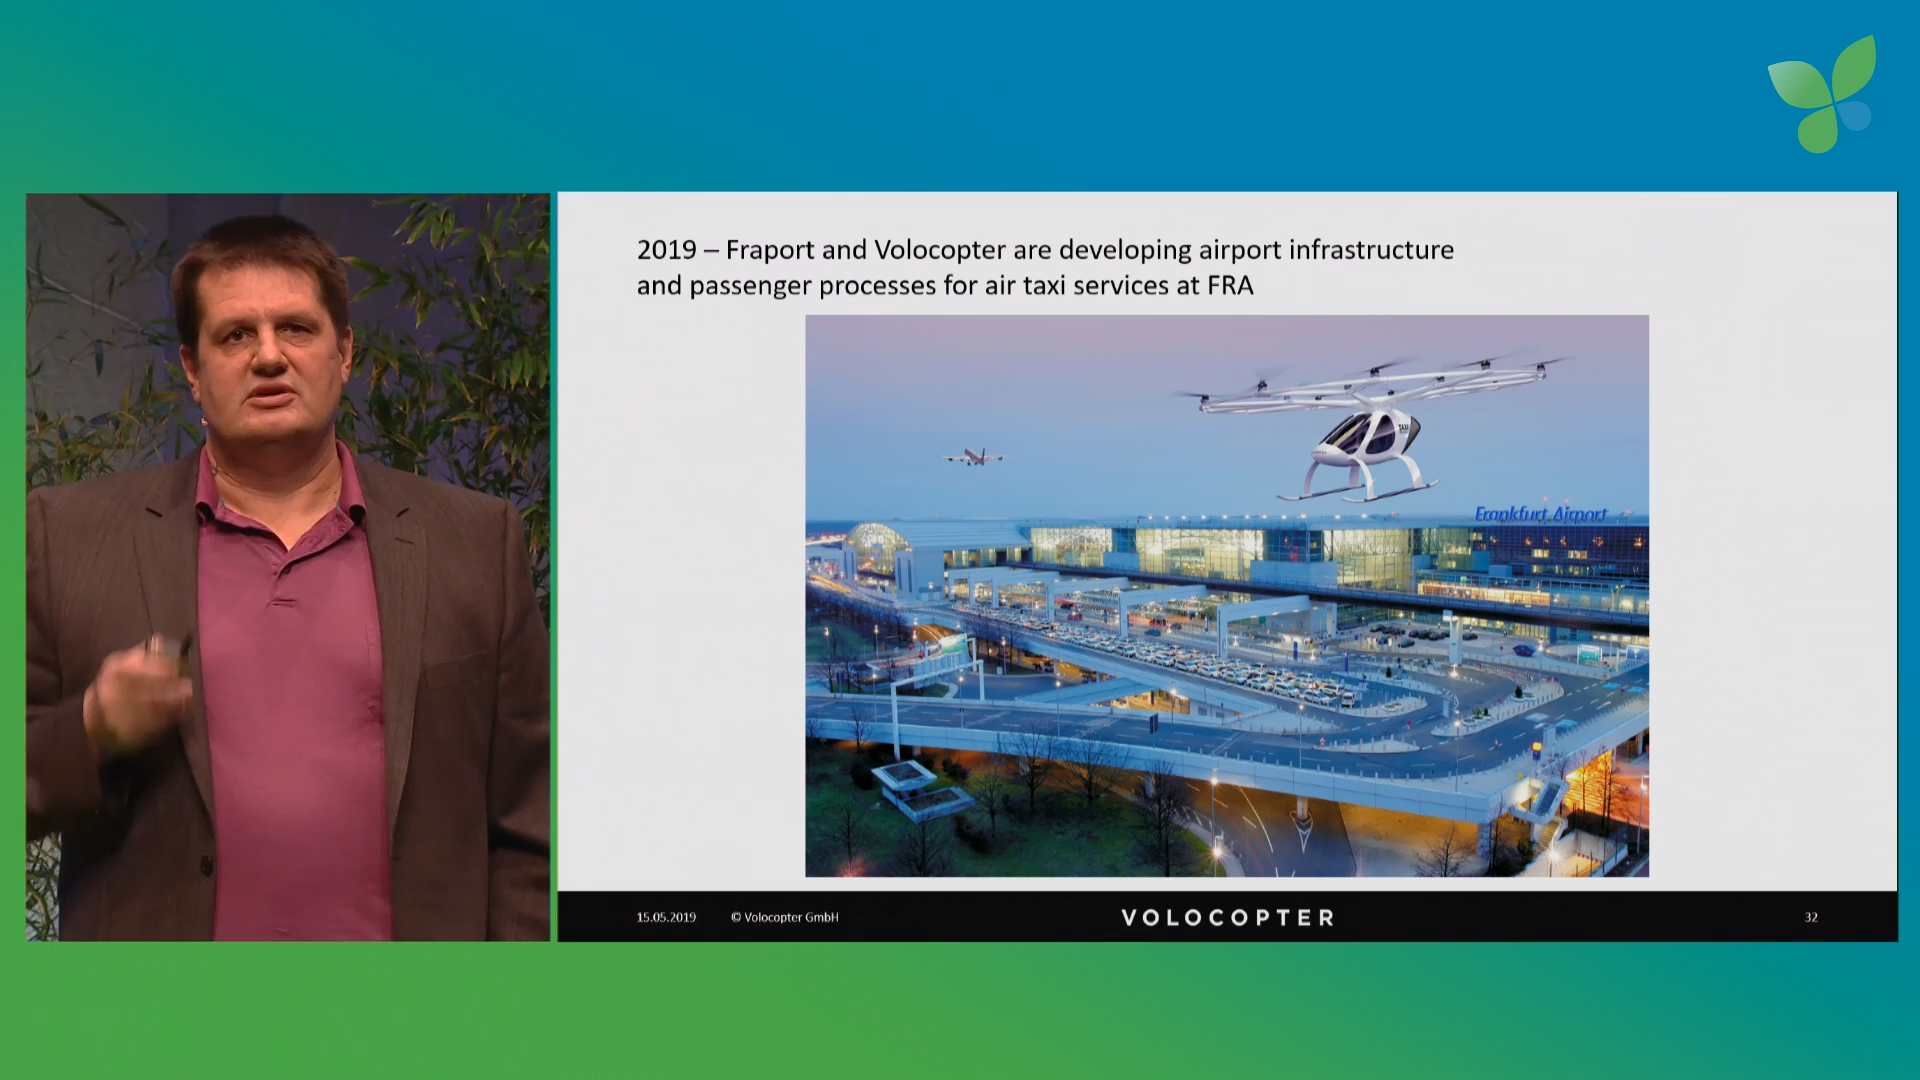 2019 – Fraport and Volocopter are developing airport infrastructure
and passenger processes for air taxi services at FRA
TAXI
Frankfurt Airport
15.05.2019 © Volocopter GmbH VOLOCOPTER 32